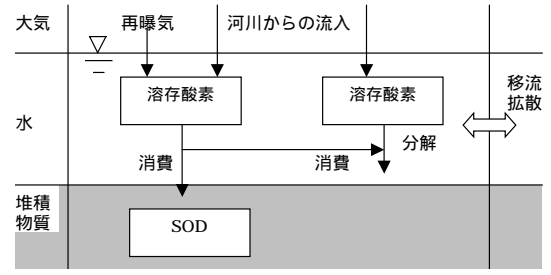 大気
再曝気
河川からの流入
溶存酸素
溶存酸素
移流
拡散
水
分解
消費
消費
堆積
物質
SOD